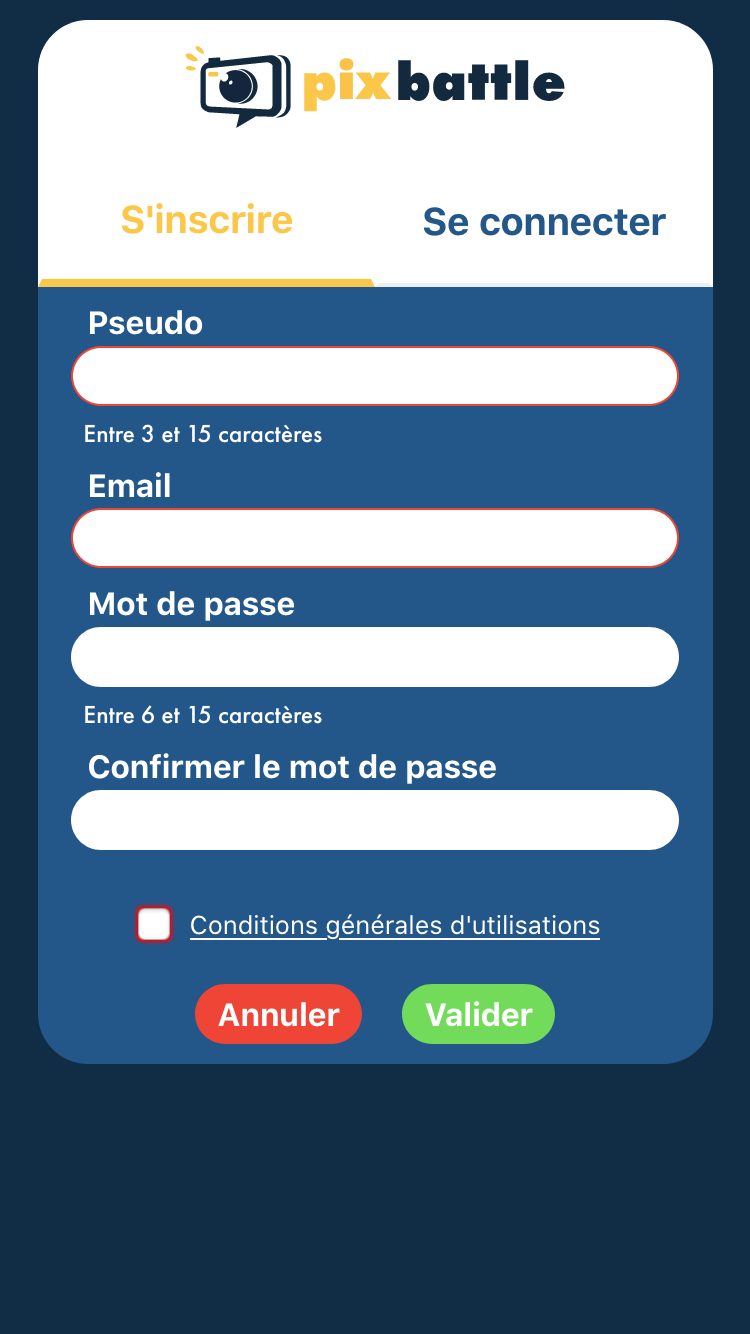 pixbattle
S'inscrire
Se connecter
Pseudo
Entre 3 et 15 caractères
Email
Mot de passe
Entre 6 et 15 caractères
Confirmer le mot de passe
Conditions générales d'utilisations
Annuler
Valider